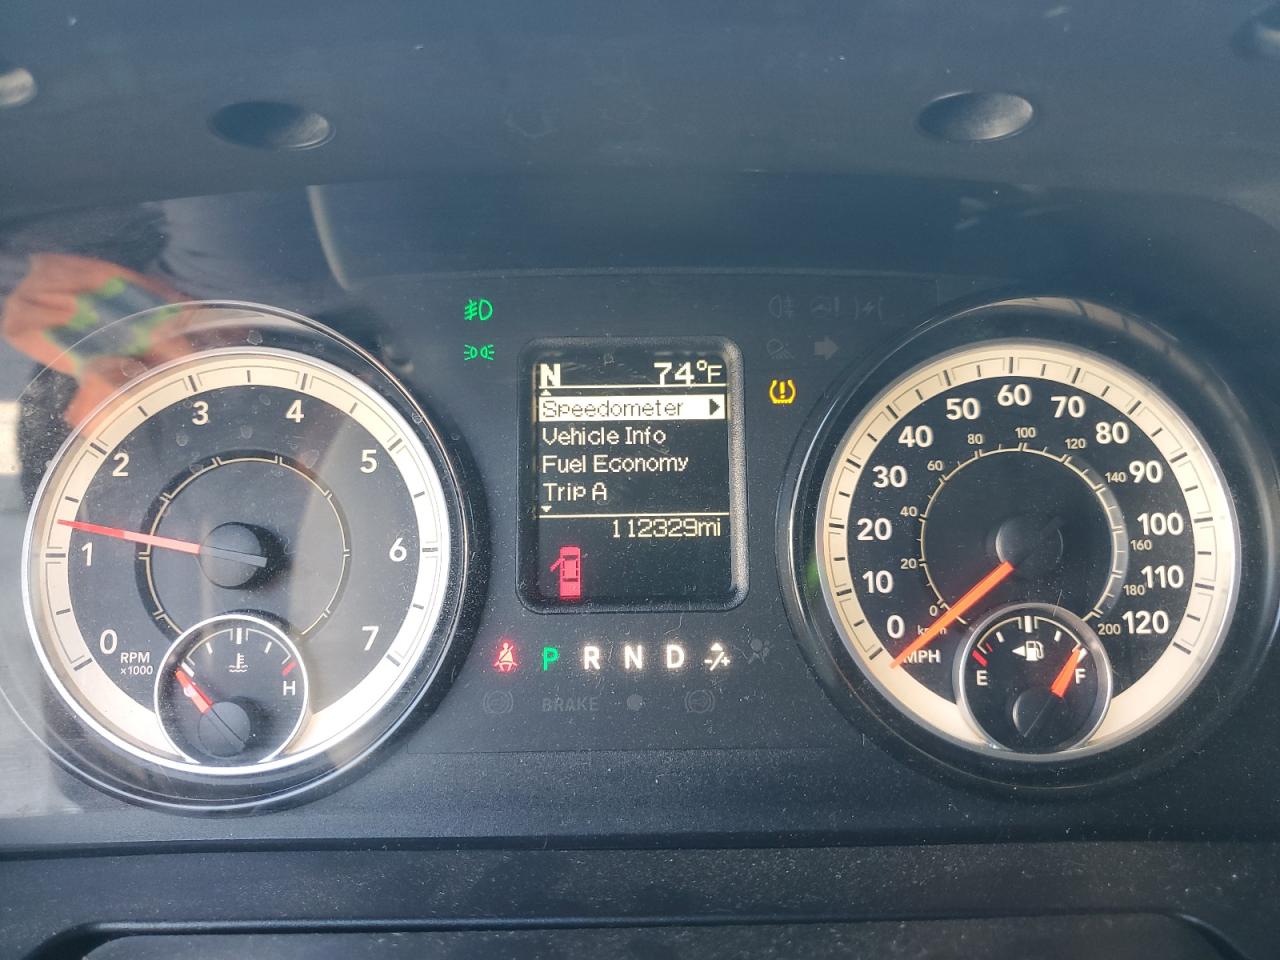 N 74°F
Speedometer
Vehicle Info
Fuel Economy
Trip A
112329mi
P R N D -/+
BRAKE
0
1
2
3
4
5
6
7
RPM
x1000
H
0
10
20
30
40
50
60
70
80
90
100
110
120
MPH
0
20
40
60
80
100
120
140
160
180
200
E
F